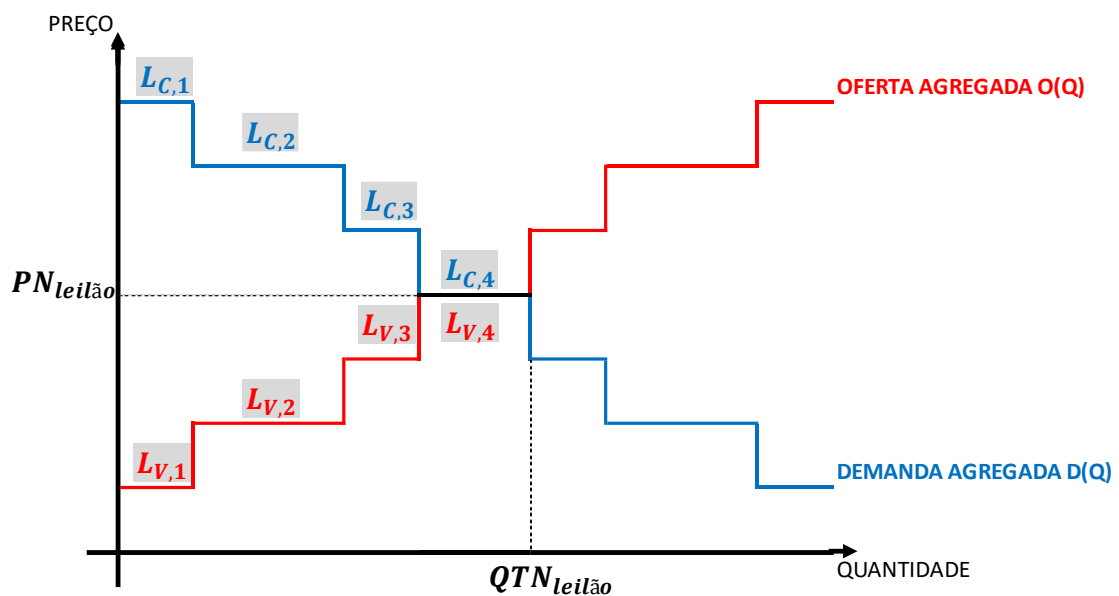 PREÇO
L_{C,1}
OFERTA AGREGADA O(Q)
L_{C,2}
L_{C,3}
L_{C,4}
PN_{leilão}
L_{V,3}
L_{V,4}
L_{V,2}
L_{V,1}
DEMANDA AGREGADA D(Q)
QTN_{leilão}
QUANTIDADE